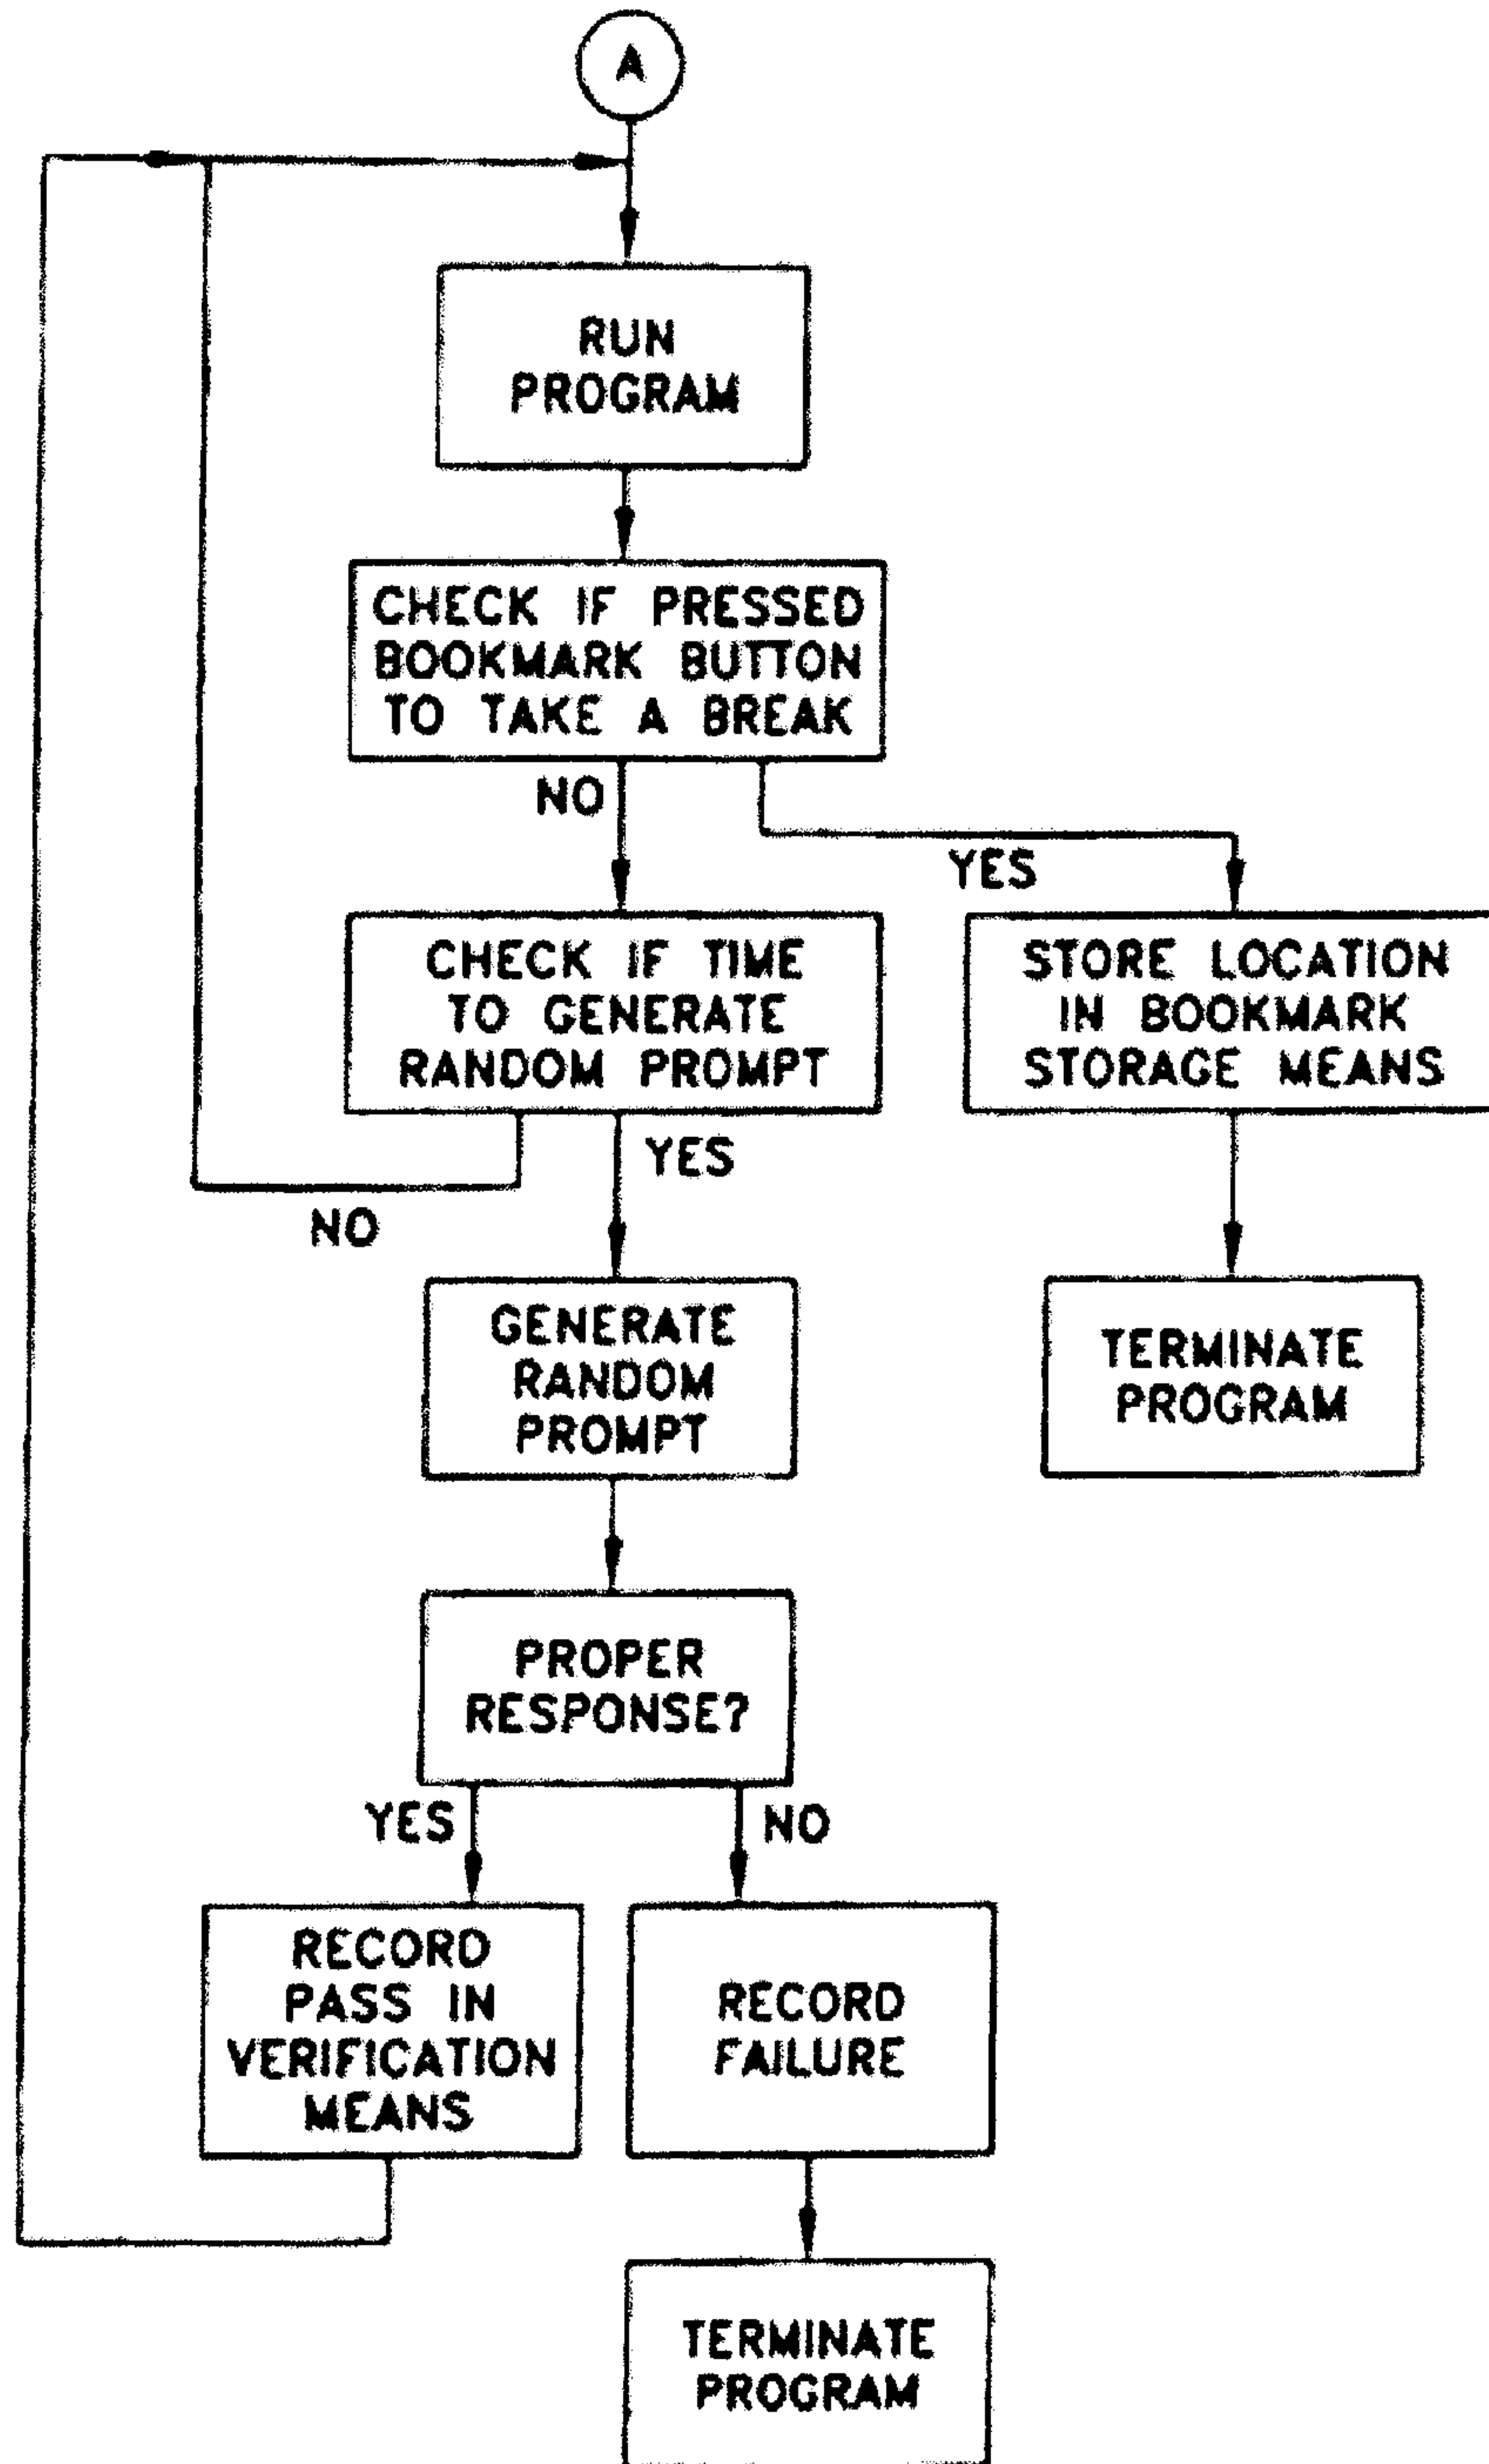 A
RUN
PROGRAM
CHECK IF PRESSED
BOOKMARK BUTTON
TO TAKE A BREAK
NO
YES
CHECK IF TIME
TO GENERATE
RANDOM PROMPT
STORE LOCATION
IN BOOKMARK
STORAGE MEANS
YES
NO
GENERATE
RANDOM
PROMPT
TERMINATE
PROGRAM
PROPER
RESPONSE?
YES
NO
RECORD
PASS IN
VERIFICATION
MEANS
RECORD
FAILURE
TERMINATE
PROGRAM